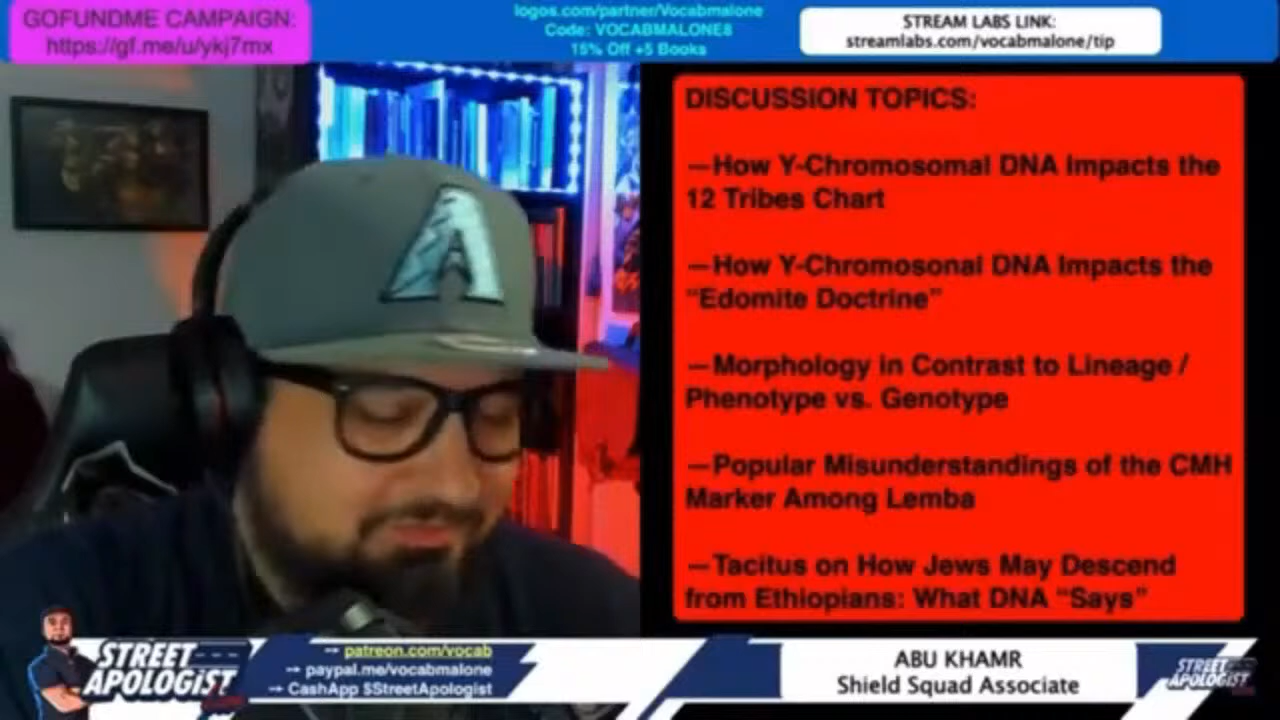 GOFUNDME CAMPAIGN:
https://gf.me/u/ykj7mx
logos.com/partner/Vocabmalone
Code: VOCABMALONE8
15% Off +5 Books
STREAM LABS LINK:
streamlabs.com/vocabmalone/tip
DISCUSSION TOPICS:
—How Y-Chromosomal DNA Impacts the
12 Tribes Chart
—How Y-Chromosonal DNA Impacts the
“Edomite Doctrine”
—Morphology in Contrast to Lineage /
Phenotype vs. Genotype
—Popular Misunderstandings of the CMH
Marker Among Lemba
—Tacitus on How Jews May Descend
from Ethiopians: What DNA “Says”
A
STREET
APOLOGIST
→ patreon.com/vocab
→ paypal.me/vocabmalone
→ CashApp $StreetApologist
ABU KHAMR
Shield Squad Associate
STREET
APOLOGIST